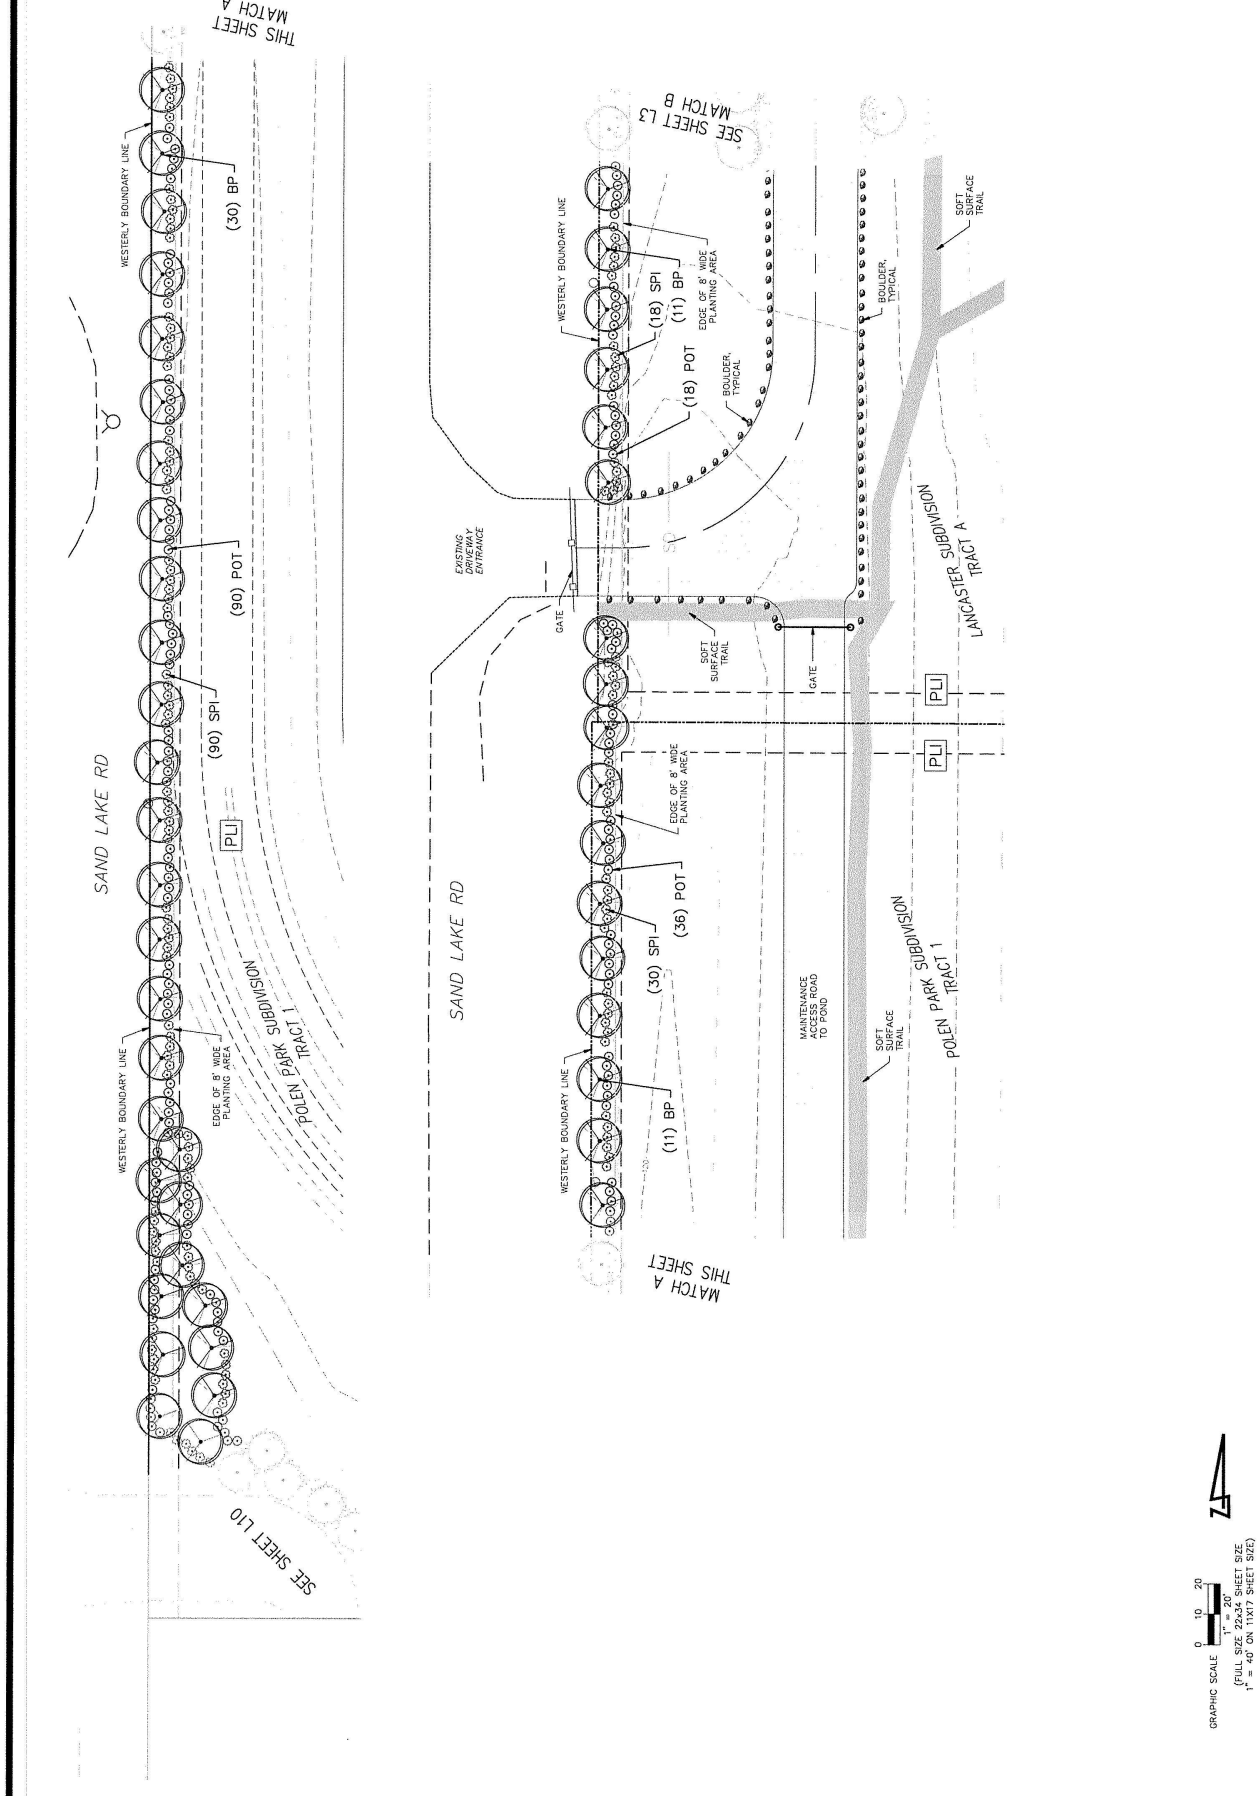 THIS SHEET
MATCH A
WESTERLY BOUNDARY LINE
(30) BP
SAND LAKE RD
(90) POT
(90) SPI
PLI
WESTERLY BOUNDARY LINE
EDGE OF 8' WIDE
PLANTING AREA
POLEN PARK SUBDIVISION
TRACT 1
SEE SHEET L10
SEE SHEET L3
MATCH B
WESTERLY BOUNDARY LINE
(18) SPI
(11) BP
EDGE OF 8' WIDE
PLANTING AREA
(18) POT
BOULDER,
TYPICAL
BOULDER,
TYPICAL
SOFT
SURFACE
TRAIL
EXISTING
DRIVEWAY
ENTRANCE
GATE
SD
SOFT
SURFACE
TRAIL
GATE
LANCASTER SUBDIVISION
TRACT A
PLI
PLI
SAND LAKE RD
EDGE OF 8' WIDE
PLANTING AREA
(36) POT
(30) SPI
(11) BP
WESTERLY BOUNDARY LINE
120
MAINTENANCE
ACCESS ROAD
TO POND
SOFT
SURFACE
TRAIL
POLEN PARK SUBDIVISION
TRACT 1
MATCH A
THIS SHEET
N
GRAPHIC SCALE
0 10 20
1" = 20'
(FULL SIZE 22x34 SHEET SIZE
1" = 40' ON 11X17 SHEET SIZE)